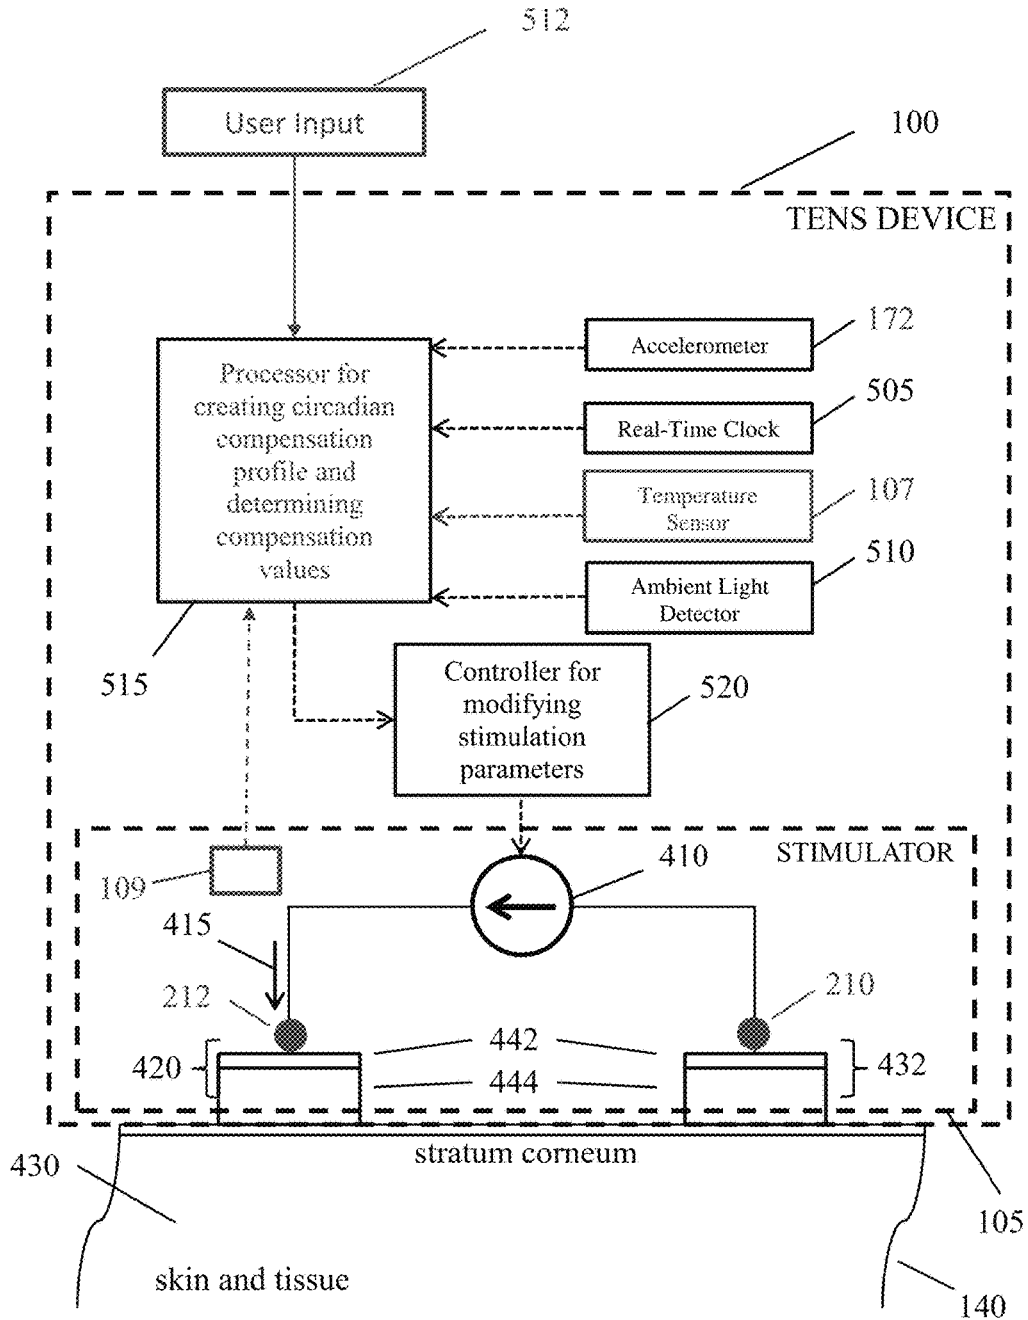 512
User Input
100
TENS DEVICE
172
Accelerometer
Processor for
creating circadian
compensation
profile and
determining
compensation
values
505
Real-Time Clock
107
Temperature
Sensor
510
Ambient Light
Detector
515
Controller for
modifying
stimulation
parameters
520
STIMULATOR
410
109
415
212
210
420
442
444
432
stratum corneum
430
105
skin and tissue
140